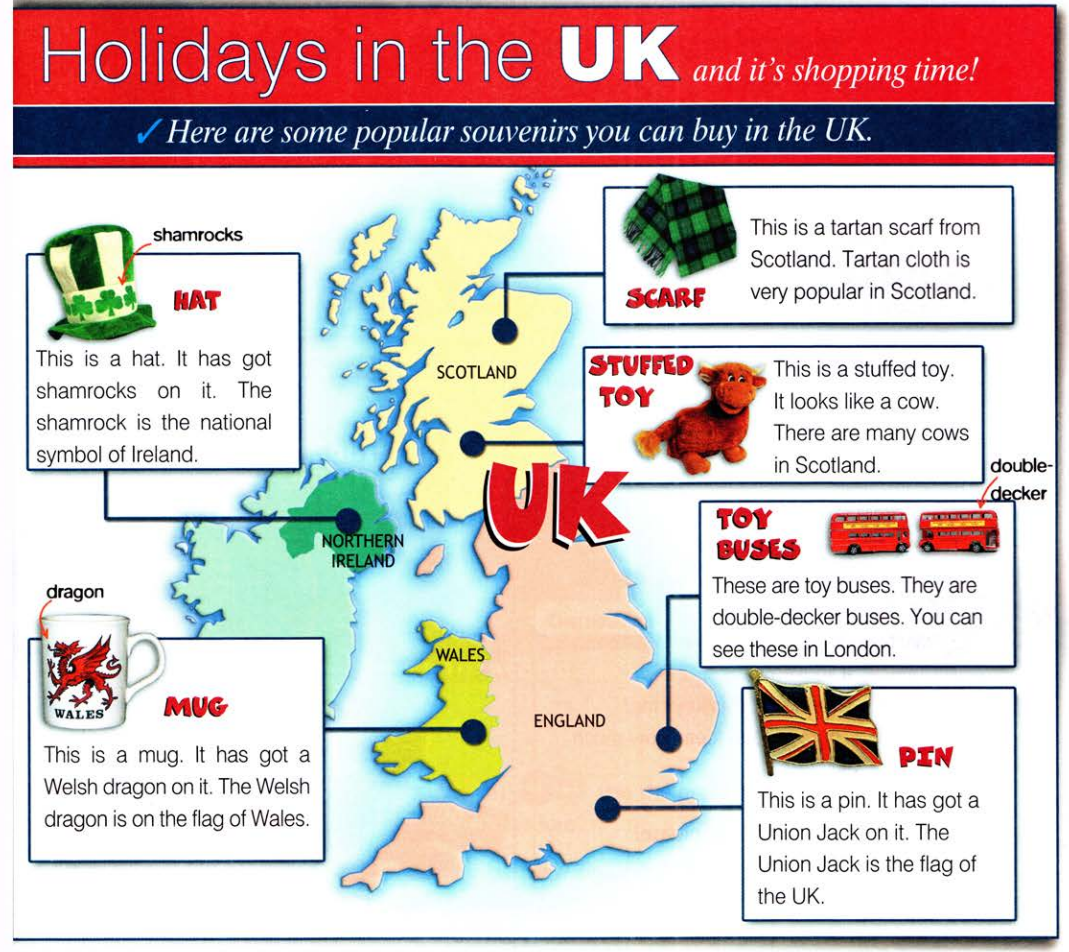 Holidays in the UK and it's shopping time!
✓ Here are some popular souvenirs you can buy in the UK.
shamrocks
HAT
This is a hat. It has got
shamrocks on it. The
shamrock is the national
symbol of Ireland.
SCARF
This is a tartan scarf from
Scotland. Tartan cloth is
very popular in Scotland.
STUFFED
TOY
This is a stuffed toy.
It looks like a cow.
There are many cows
in Scotland.
double-
decker
TOY
BUSES
These are toy buses. They are
double-decker buses. You can
see these in London.
dragon
WALES
MUG
This is a mug. It has got a
Welsh dragon on it. The Welsh
dragon is on the flag of Wales.
PIN
This is a pin. It has got a
Union Jack on it. The
Union Jack is the flag of
the UK.
SCOTLAND
UK
NORTHERN
IRELAND
WALES
ENGLAND